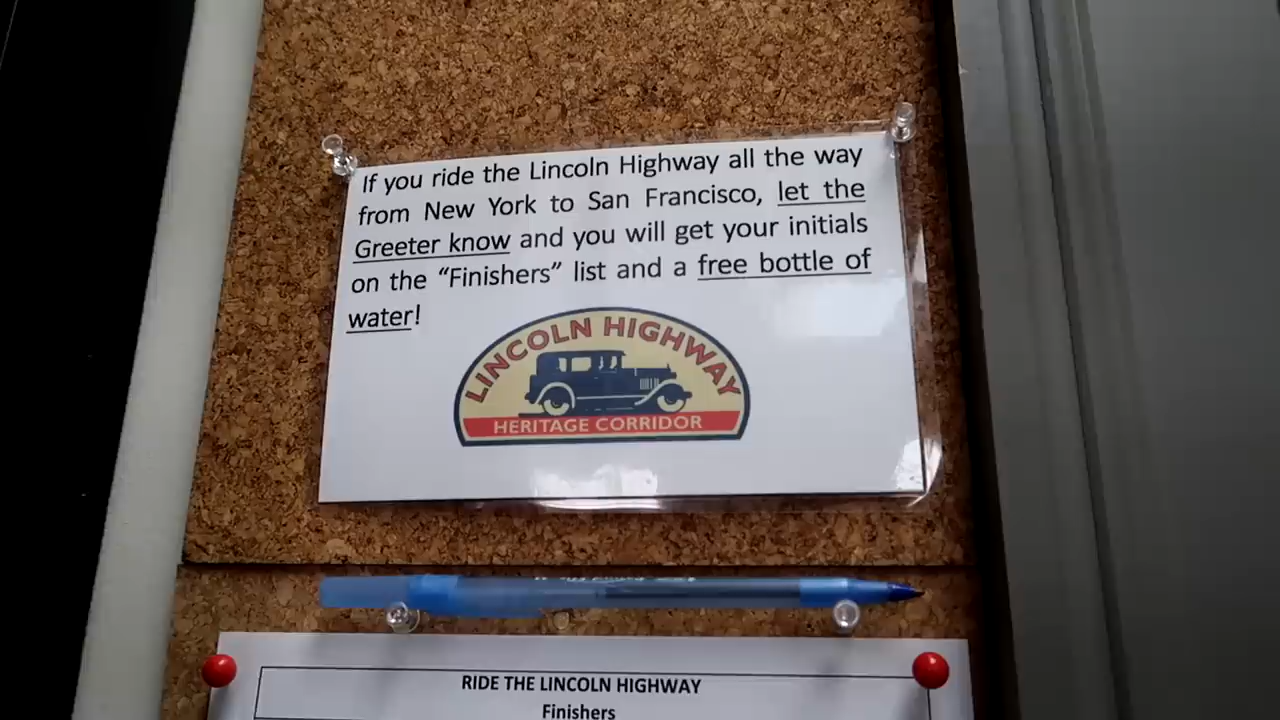 If you ride the Lincoln Highway all the way
from New York to San Francisco, let the
Greeter know and you will get your initials
on the “Finishers” list and a free bottle of
water!
LINCOLN HIGHWAY
HERITAGE CORRIDOR
RIDE THE LINCOLN HIGHWAY
Finishers